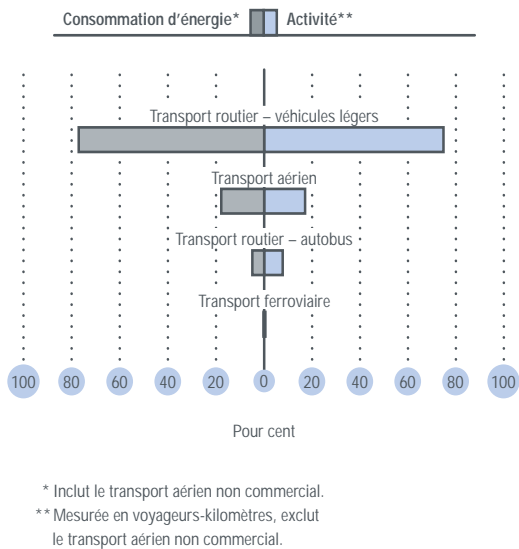 Consommation d'énergie* Activité**
Transport routier – véhicules légers
Transport aérien
Transport routier – autobus
Transport ferroviaire
100 80 60 40 20 0 20 40 60 80 100
Pour cent
* Inclut le transport aérien non commercial.
** Mesurée en voyageurs-kilomètres, exclut
le transport aérien non commercial.